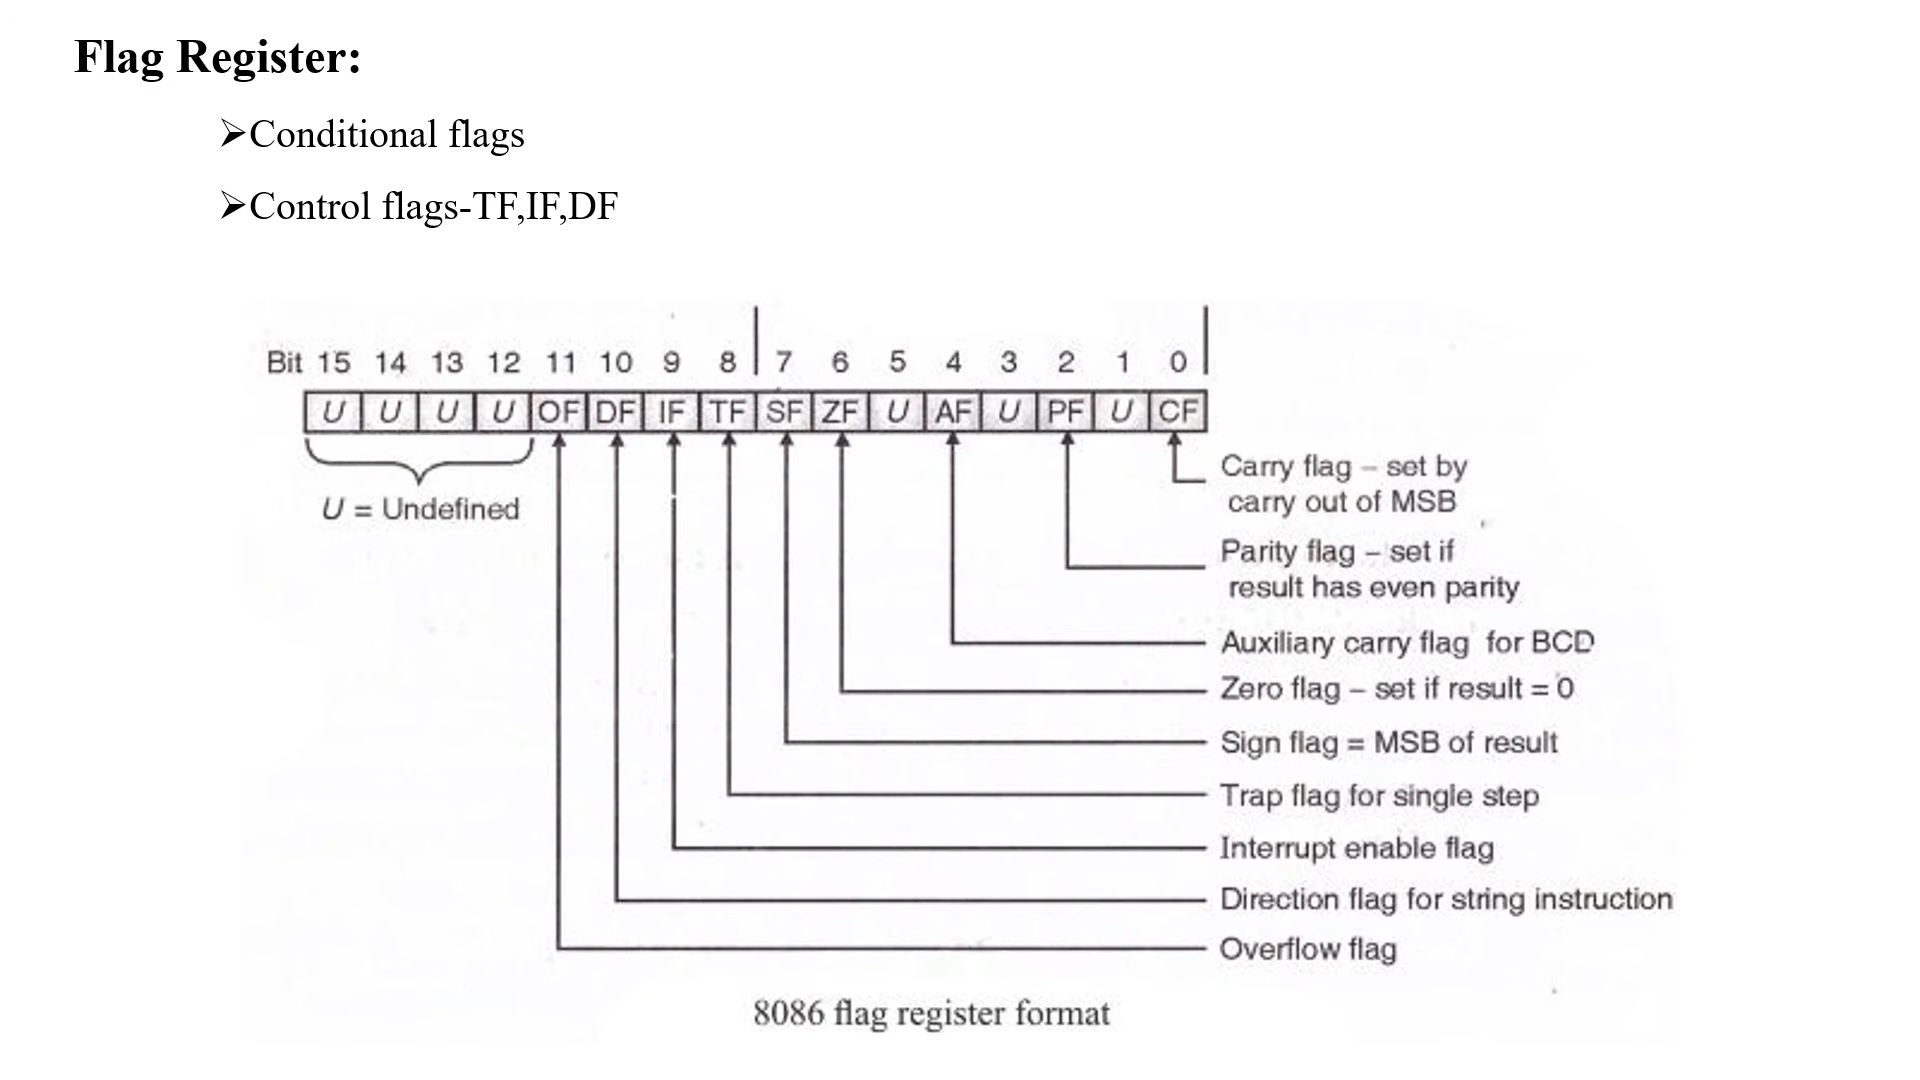 Flag Register:
➢Conditional flags
➢Control flags-TF,IF,DF
Bit 15 14 13 12 11 10 9 8 7 6 5 4 3 2 1 0
U U U U OF DF IF TF SF ZF U AF U PF U CF
U = Undefined
Carry flag – set by
carry out of MSB
Parity flag – set if
result has even parity
Auxiliary carry flag for BCD
Zero flag – set if result = 0
Sign flag = MSB of result
Trap flag for single step
Interrupt enable flag
Direction flag for string instruction
Overflow flag
8086 flag register format